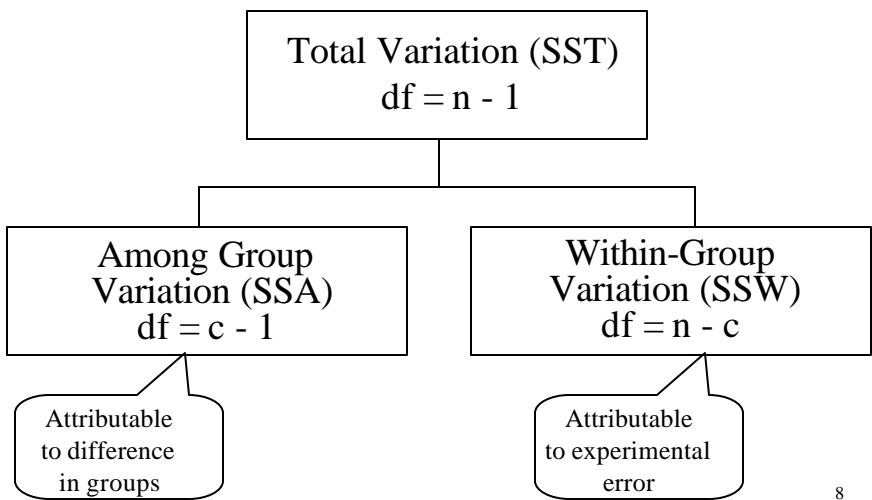 Total Variation (SST)
df = n - 1
Among Group
Variation (SSA)
df = c - 1
Within-Group
Variation (SSW)
df = n - c
Attributable
to difference
in groups
Attributable
to experimental
error
8